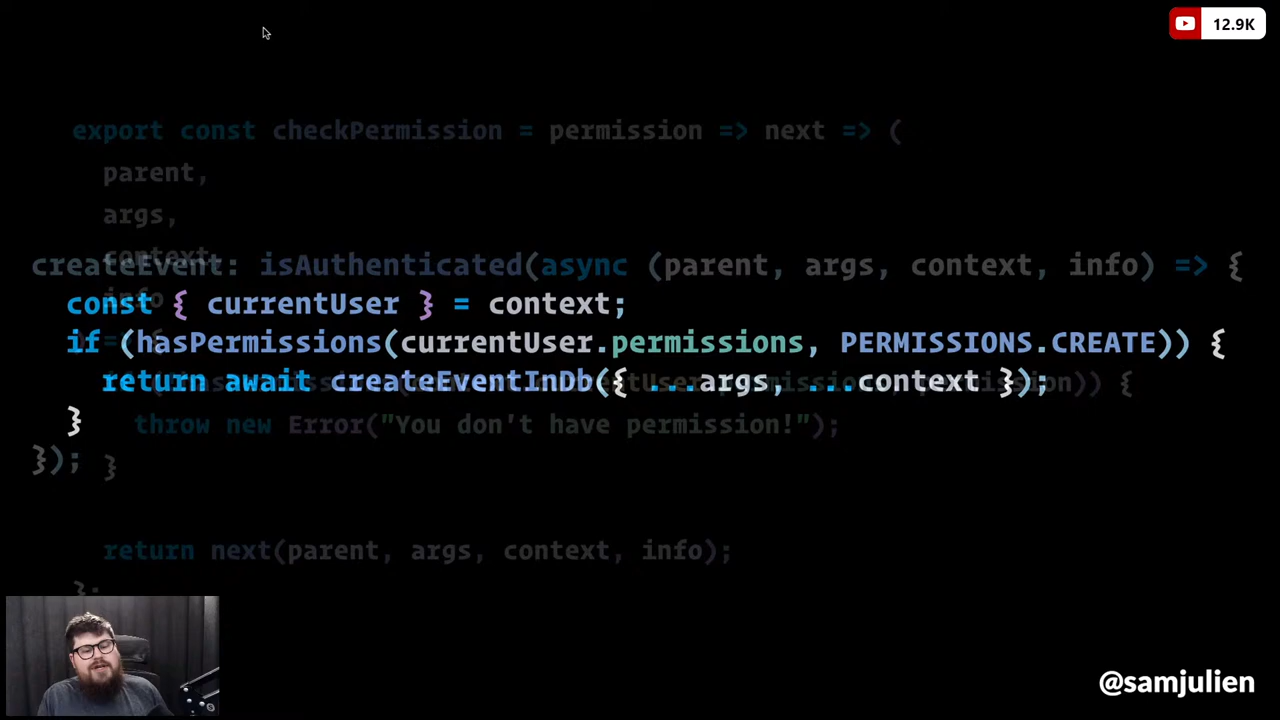 12.9K
export const checkPermission = permission => next => (
parent,
args,
context,
createEvent: isAuthenticated(async (parent, args, context, info) => {
info
const { currentUser } = context;
if (hasPermissions(currentUser.permissions, PERMISSIONS.CREATE)) {
return await createEventInDb({ ...args, ...context });
}
throw new Error("You don't have permission!");
});
}
return next(parent, args, context, info);
};
@samjulien